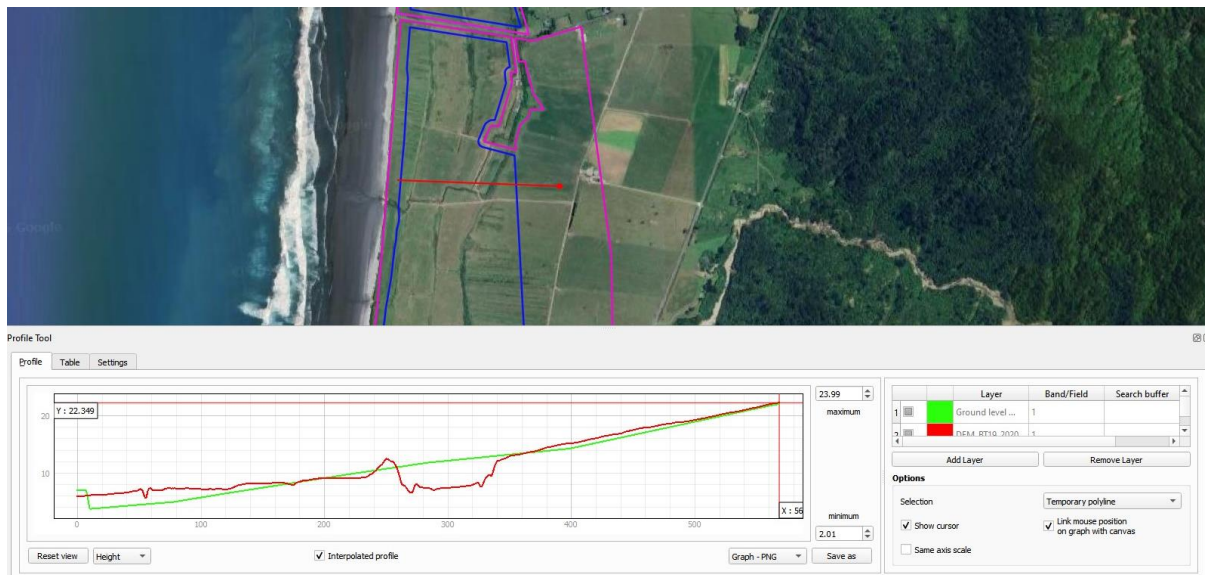 Google
Profile Tool
Profile Table Settings
Y : 22.349
20
10
0 100 200 300 400 500
X : 56
23.99
maximum
minimum
2.01
Layer Band/Field Search buffer
1 Ground level ... 1
2 DEM_BT19_2020 1
Add Layer Remove Layer
Options
Selection Temporary polyline
Show cursor
Link mouse position
on graph with canvas
Same axis scale
Reset view Height Interpolated profile Graph - PNG Save as